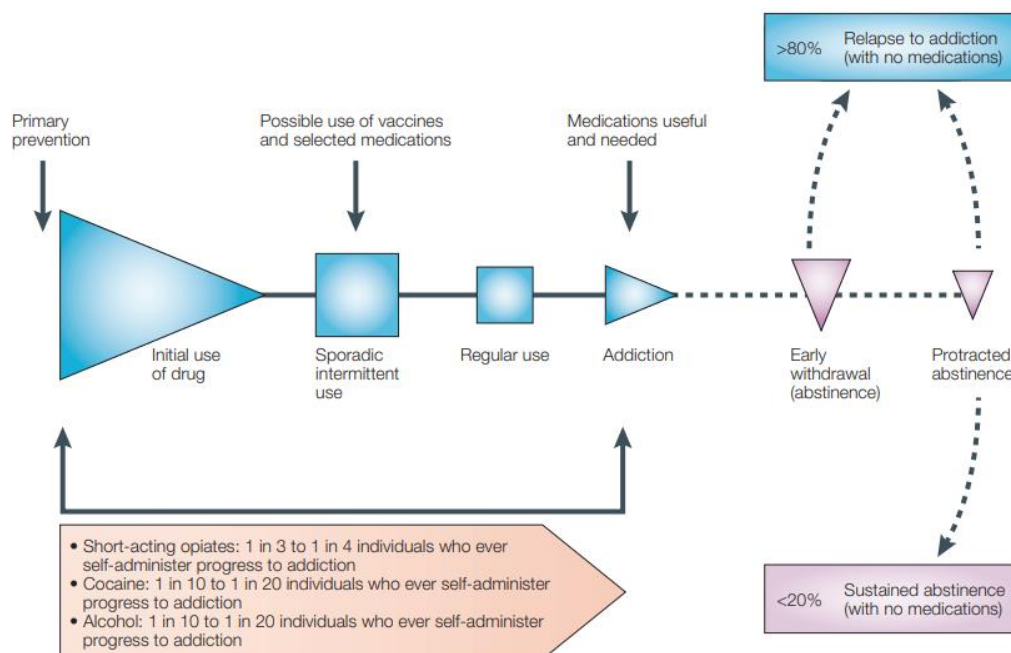 >80% Relapse to addiction
(with no medications)
Primary
prevention
Possible use of vaccines
and selected medications
Medications useful
and needed
Initial use
of drug
Sporadic
intermittent
use
Regular use
Addiction
Early
withdrawal
(abstinence)
Protracted
abstinence
• Short-acting opiates: 1 in 3 to 1 in 4 individuals who ever
self-administer progress to addiction
• Cocaine: 1 in 10 to 1 in 20 individuals who ever self-administer
progress to addiction
• Alcohol: 1 in 10 to 1 in 20 individuals who ever self-administer
progress to addiction
<20% Sustained abstinence
(with no medications)